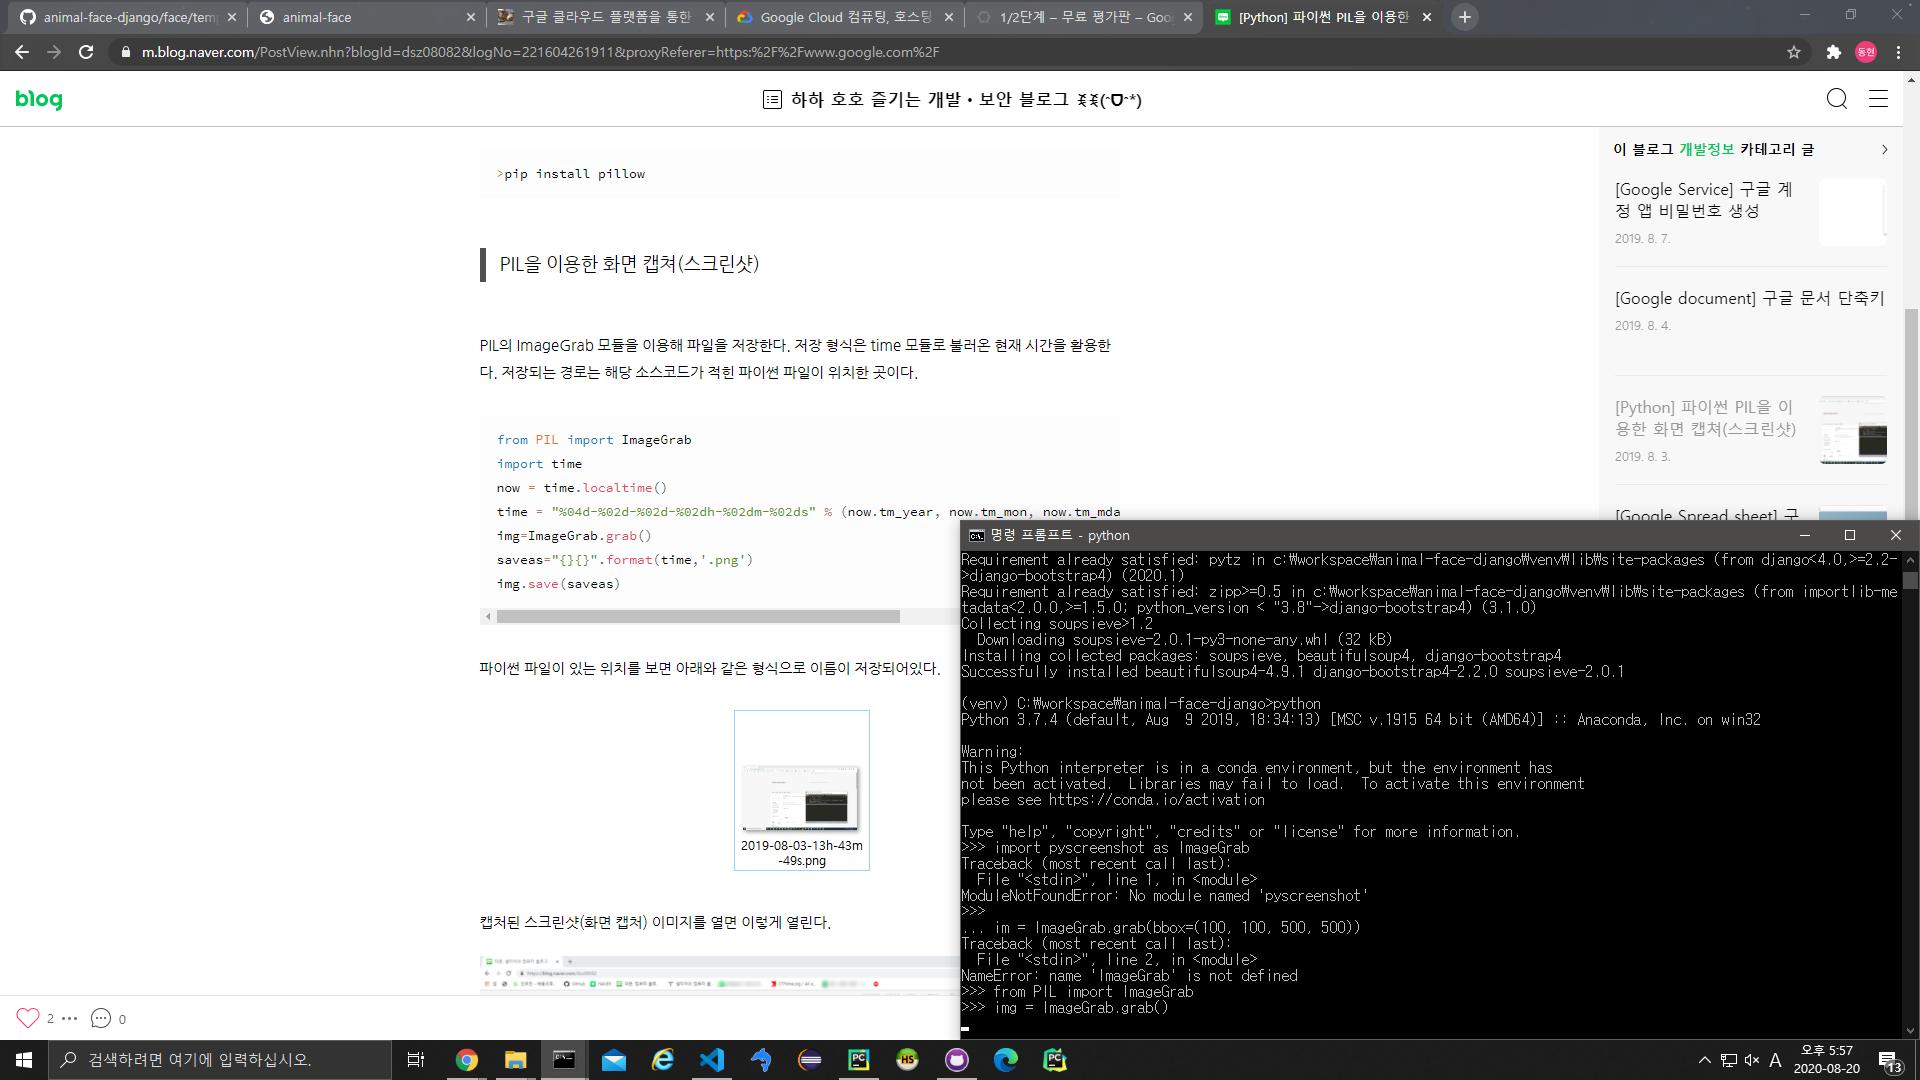 animal-face-django/face/temp
animal-face
구글 클라우드 플랫폼을 통한
Google Cloud 컴퓨팅, 호스팅
1/2단계 – 무료 평가판 – Goo
[Python] 파이썬 PIL을 이용한
m.blog.naver.com/PostView.nhn?blogId=dsz08082&logNo=221604261911&proxyReferer=https:%2F%2Fwww.google.com%2F
동현
blog
하하 호호 즐기는 개발・보안 블로그
>pip install pillow
PIL을 이용한 화면 캡쳐(스크린샷)
PIL의 ImageGrab 모듈을 이용해 파일을 저장한다. 저장 형식은 time 모듈로 불러온 현재 시간을 활용한
다. 저장되는 경로는 해당 소스코드가 적힌 파이썬 파일이 위치한 곳이다.
from PIL import ImageGrab
import time
now = time.localtime()
time = "%04d-%02d-%02d-%02dh-%02dm-%02ds" % (now.tm_year, now.tm_mon, now.tm_mda
img=ImageGrab.grab()
saveas="{}{}".format(time,'.png')
img.save(saveas)
파이썬 파일이 있는 위치를 보면 아래와 같은 형식으로 이름이 저장되어있다.
2019-08-03-13h-43m
-49s.png
캡처된 스크린샷(화면 캡처) 이미지를 열면 이렇게 열린다.
2
0
이 블로그 개발정보 카테고리 글
[Google Service] 구글 계
정 앱 비밀번호 생성
2019. 8. 7.
[Google document] 구글 문서 단축키
2019. 8. 4.
[Python] 파이썬 PIL을 이
용한 화면 캡쳐(스크린샷)
2019. 8. 3.
[Google Spread sheet] 구
명령 프롬프트 - python
Requirement already satisfied: pytz in c:₩workspace₩animal-face-django₩venv₩lib₩site-packages (from django<4.0,>=2.2-
>django-bootstrap4) (2020.1)
Requirement already satisfied: zipp>=0.5 in c:₩workspace₩animal-face-django₩venv₩lib₩site-packages (from importlib-me
tadata<2.0.0,>=1.5.0; python_version < "3.8"->django-bootstrap4) (3.1.0)
Collecting soupsieve>1.2
  Downloading soupsieve-2.0.1-py3-none-any.whl (32 kB)
Installing collected packages: soupsieve, beautifulsoup4, django-bootstrap4
Successfully installed beautifulsoup4-4.9.1 django-bootstrap4-2.2.0 soupsieve-2.0.1
(venv) C:₩workspace₩animal-face-django>python
Python 3.7.4 (default, Aug  9 2019, 18:34:13) [MSC v.1915 64 bit (AMD64)] :: Anaconda, Inc. on win32
Warning:
This Python interpreter is in a conda environment, but the environment has
not been activated.  Libraries may fail to load.  To activate this environment
please see https://conda.io/activation
Type "help", "copyright", "credits" or "license" for more information.
>>> import pyscreenshot as ImageGrab
Traceback (most recent call last):
  File "<stdin>", line 1, in <module>
ModuleNotFoundError: No module named 'pyscreenshot'
>>>
... im = ImageGrab.grab(bbox=(100, 100, 500, 500))
Traceback (most recent call last):
  File "<stdin>", line 2, in <module>
NameError: name 'ImageGrab' is not defined
>>> from PIL import ImageGrab
>>> img = ImageGrab.grab()
검색하려면 여기에 입력하십시오.
PC
HS
PC
A
오후 5:57
2020-08-20
13